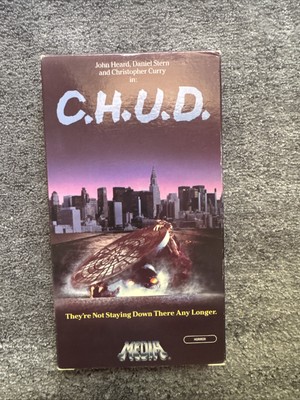 John Heard, Daniel Stern
and Christopher Curry
in:
C.H.U.D.
They're Not Staying Down There Any Longer.
MEDIA